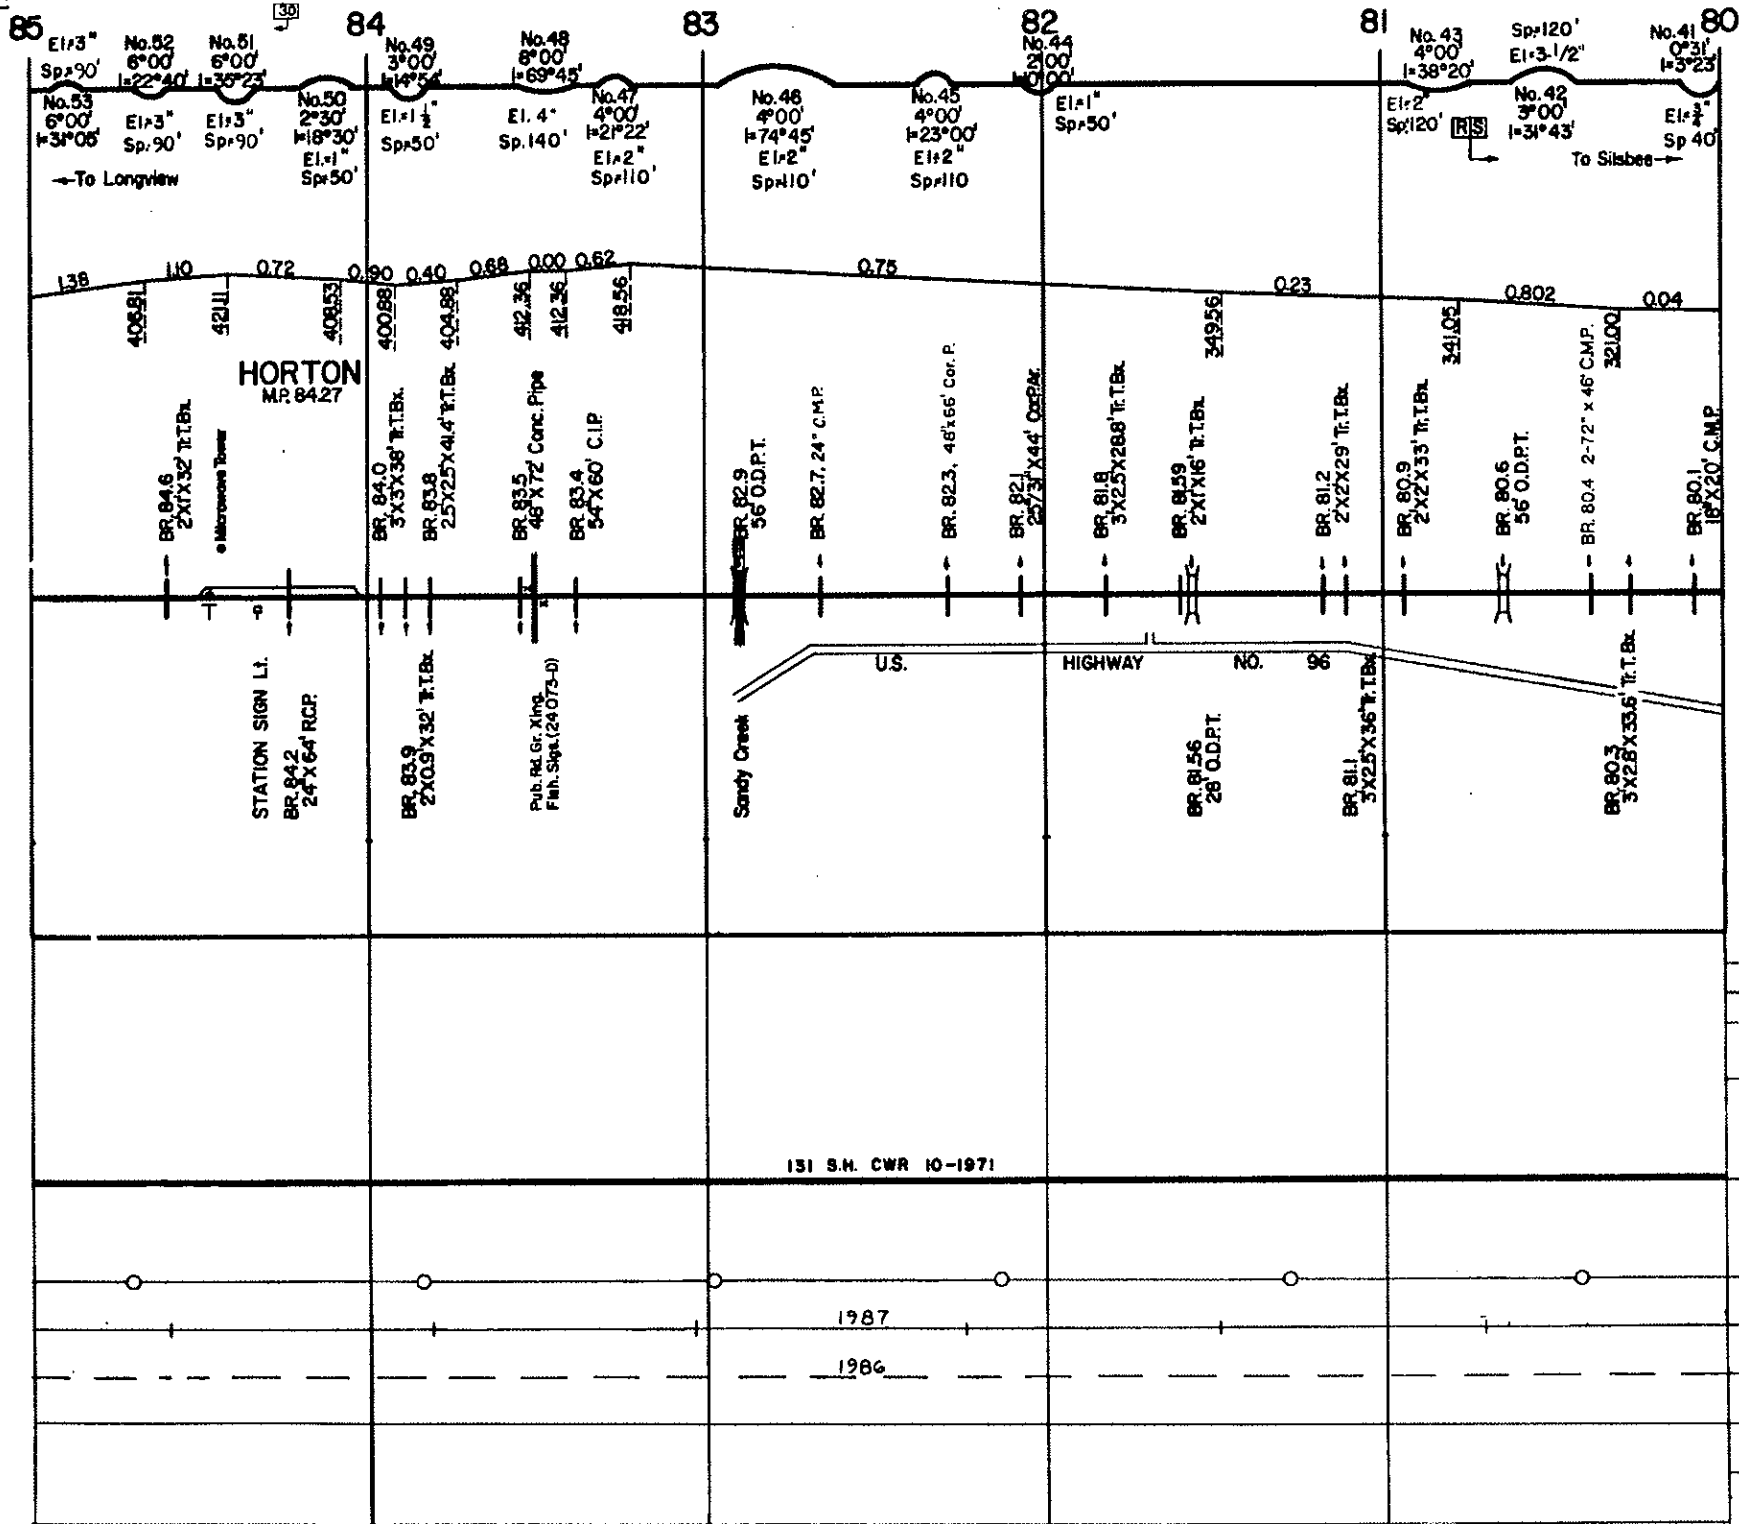 85
30
84
83
82
81
80
El=3"
Sp=90'
No.53
6°00'
I=31°05'
No.52
6°00'
I=22°40'
El=3"
Sp.=90'
No.51
6°00'
I=35°23'
El=3"
Sp=90'
No.50
2°30'
I=18°30'
El.=1"
Sp=50'
No.49
3°00'
I=14°54'
El.=1 1/2"
Sp=50'
No.48
8°00'
I=69°45'
El. 4"
Sp. 140'
No.47
4°00'
I=21°22'
El=2"
Sp=110'
No.46
4°00'
I=74°45'
El=2"
Sp=110'
No.45
4°00'
I=23°00'
El=2"
Sp=110
No.44
2°00'
El=1"
Sp=50'
No.43
4°00'
I=38°20'
El=2"
Sp=120'
RS
Sp=120'
El=3-1/2"
No.42
3°00'
I=31°43'
No.41
0°31'
I=3°23'
El=3/4"
Sp 40'
←To Longview
To Silsbee→
1.38
1.10
0.72
0.90
0.40
0.68
0.00
0.62
0.75
0.23
0.802
0.04
406.81
421.11
408.53
400.88
404.88
412.36
412.36
418.56
349.56
341.05
321.00
HORTON
M.P. 84.27
BR. 84.6
2'X1'X32' Tr.T.Bx.
Microwave Tower
BR. 84.0
3'X3'X38' Tr.T.Bx.
BR. 83.8
2.5'X2.5'X41.4' Tr.T.Bx.
BR. 83.5
48"X72' Conc. Pipe
BR. 83.4
54"X60' C.I.P.
BR. 82.9
56' O.D.P.T.
BR. 82.7, 24" C.M.P.
BR. 82.3, 48"x66' Cor. P.
BR. 82.1
BR. 81.8
3'X2.5'X28.8' Tr.T.Bx.
BR. 81.59
2'X1'X16' Tr.T.Bx.
BR. 81.2
2'X2'X29' Tr.T.Bx.
BR. 80.9
2'X2'X33' Tr.T.Bx.
BR. 80.6
56' O.D.P.T.
BR. 80.4 2-72" x 46' C.M.P.
BR. 80.1
18"X20' C.M.P.
STATION SIGN Lt.
BR. 84.2
24"X64' R.C.P.
BR. 83.9
2'X0.9'X32' Tr.T.Bx.
Pub. Rd. Gr. Xing.
Flsh. Sigs. (24 073-D)
Sandy Creek
U.S. HIGHWAY NO. 96
BR. 81.56
28' O.D.P.T.
BR. 81.1
3'X2.5'X36' Tr.T.Bx.
BR. 80.3
3'X2.8'X33.6' Tr.T.Bx.
131 S.H. CWR 10-1971
1987
1986